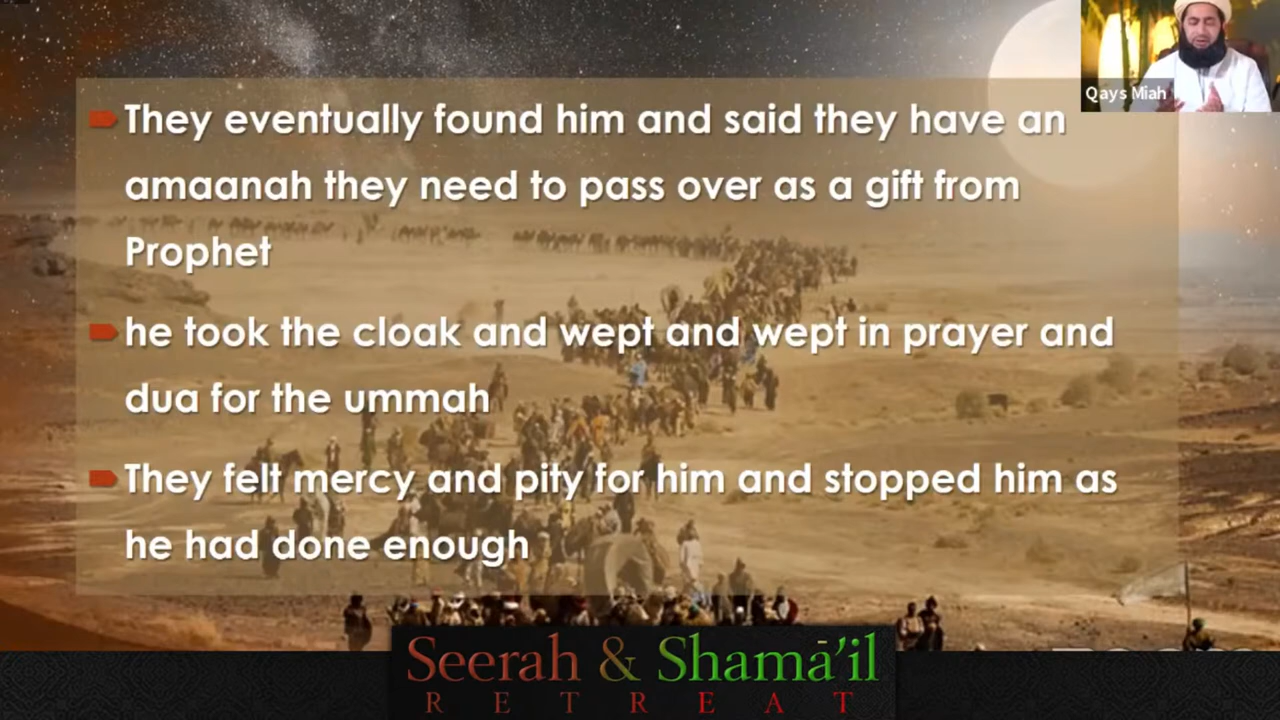 Qays Miah
They eventually found him and said they have an
amaanah they need to pass over as a gift from
Prophet
he took the cloak and wept and wept in prayer and
dua for the ummah
They felt mercy and pity for him and stopped him as
he had done enough
Seerah & Shamā'il
RETREAT